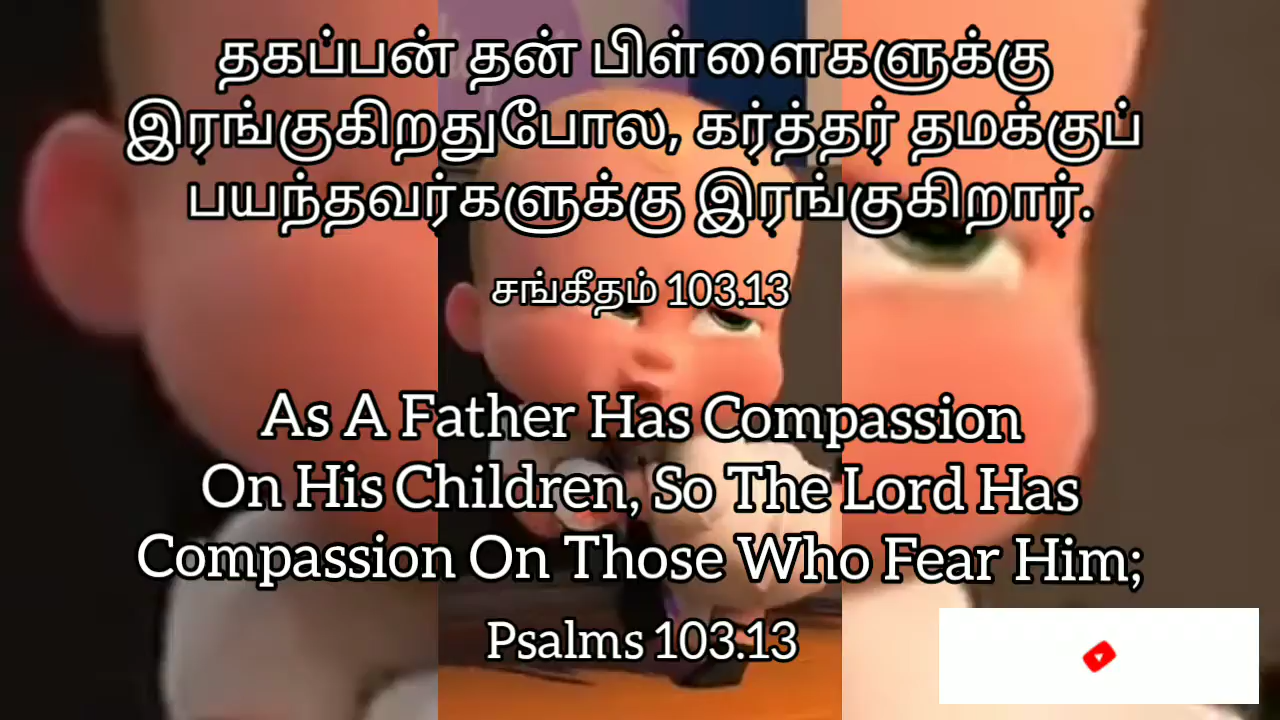 தகப்பன் தன் பிள்ளைகளுக்கு
இரங்குகிறதுபோல, கர்த்தர் தமக்குப்
பயந்தவர்களுக்கு இரங்குகிறார்.
சங்கீதம் 103.13
As A Father Has Compassion
On His Children, So The Lord Has
Compassion On Those Who Fear Him;
Psalms 103.13